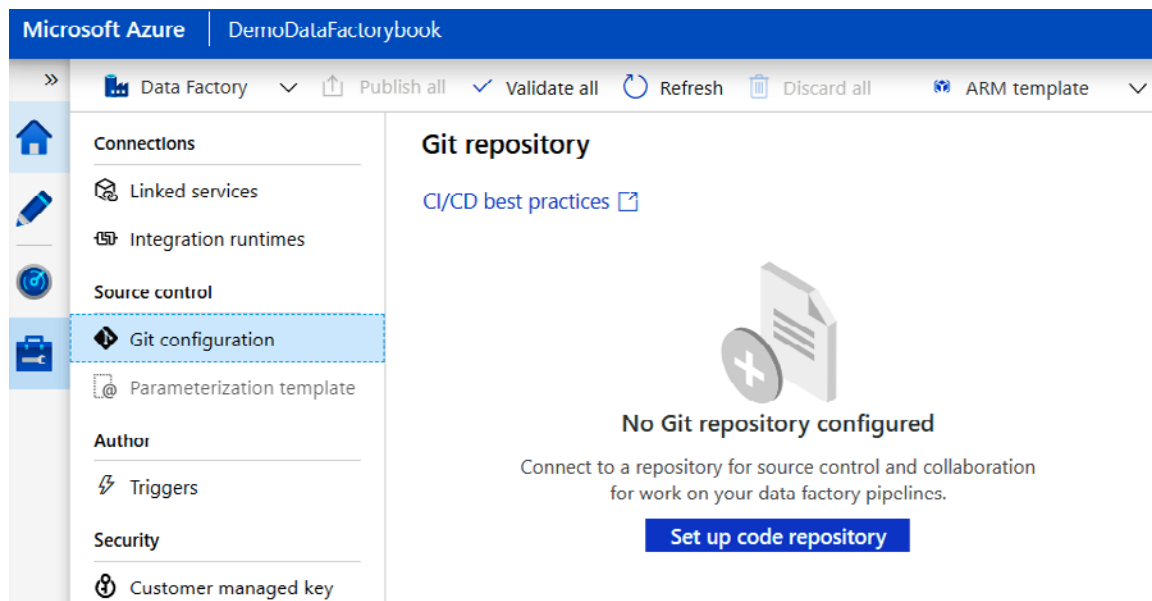 Microsoft Azure DemoDataFactorybook
Data Factory Publish all Validate all Refresh Discard all ARM template
Connections
Linked services
Integration runtimes
Source control
Git configuration
Parameterization template
Author
Triggers
Security
Customer managed key
Git repository
CI/CD best practices
No Git repository configured
Connect to a repository for source control and collaboration
for work on your data factory pipelines.
Set up code repository